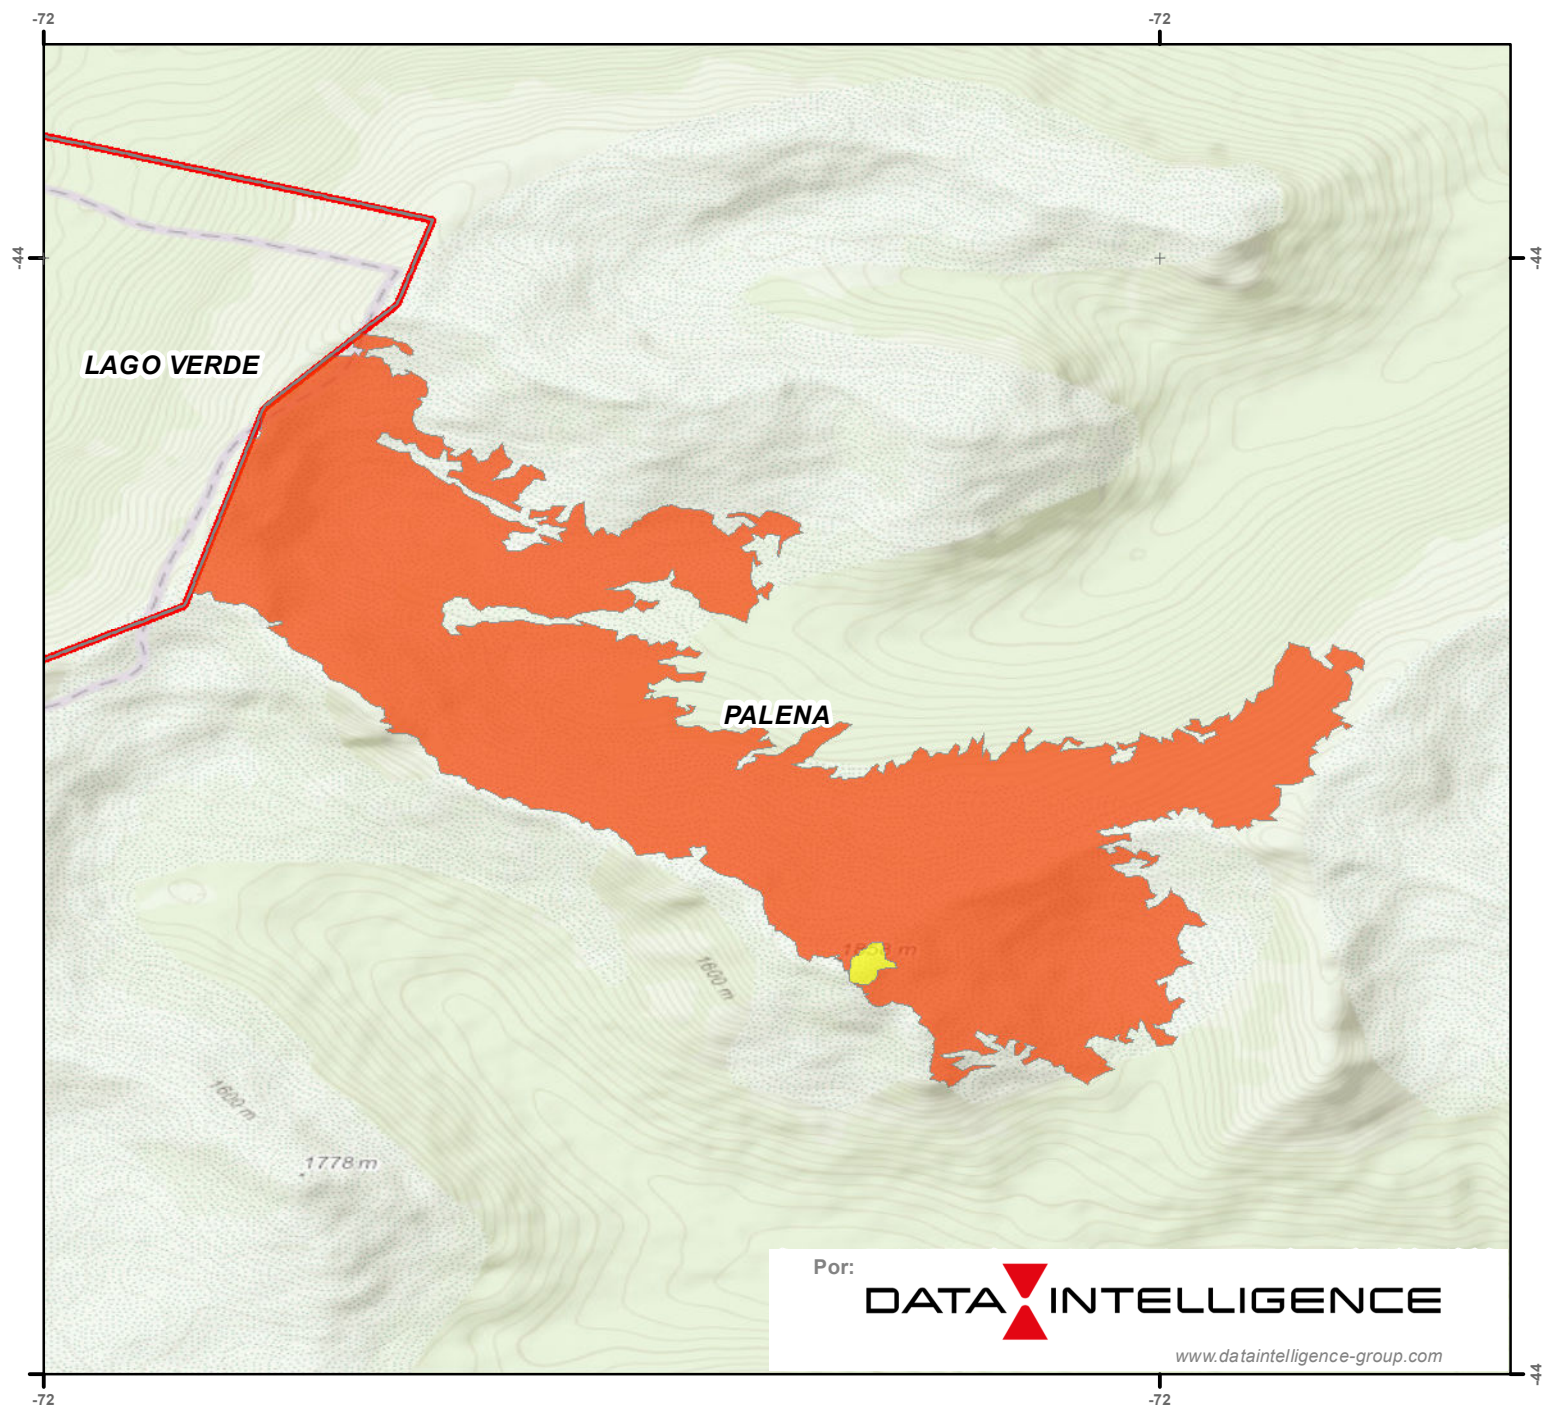 -72
-72
-44
-44
LAGO VERDE
PALENA
1600 m
1600 m
1778 m
Por:
DATA INTELLIGENCE
www.dataintelligence-group.com
-44
-72
-72